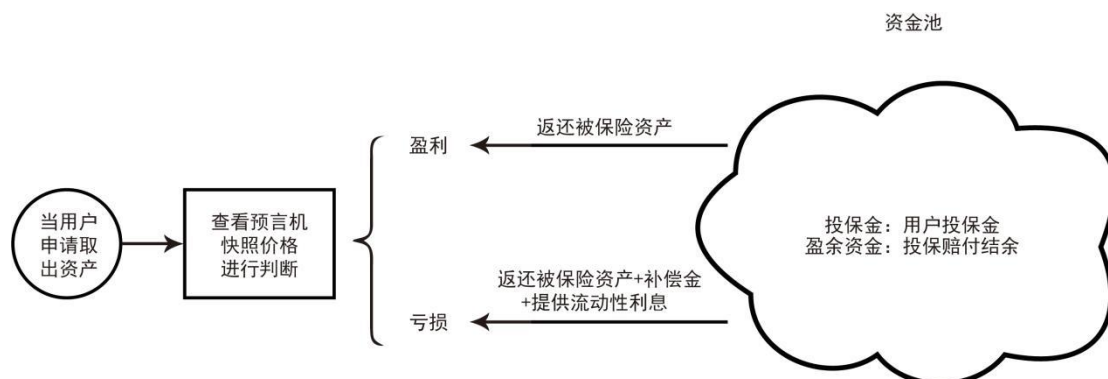 资金池
返还被保险资产
盈利
当用户
申请取
出资产
查看预言机
快照价格
进行判断
投保金：用户投保金
盈余资金：投保赔付结余
返还被保险资产+补偿金
+提供流动性利息
亏损